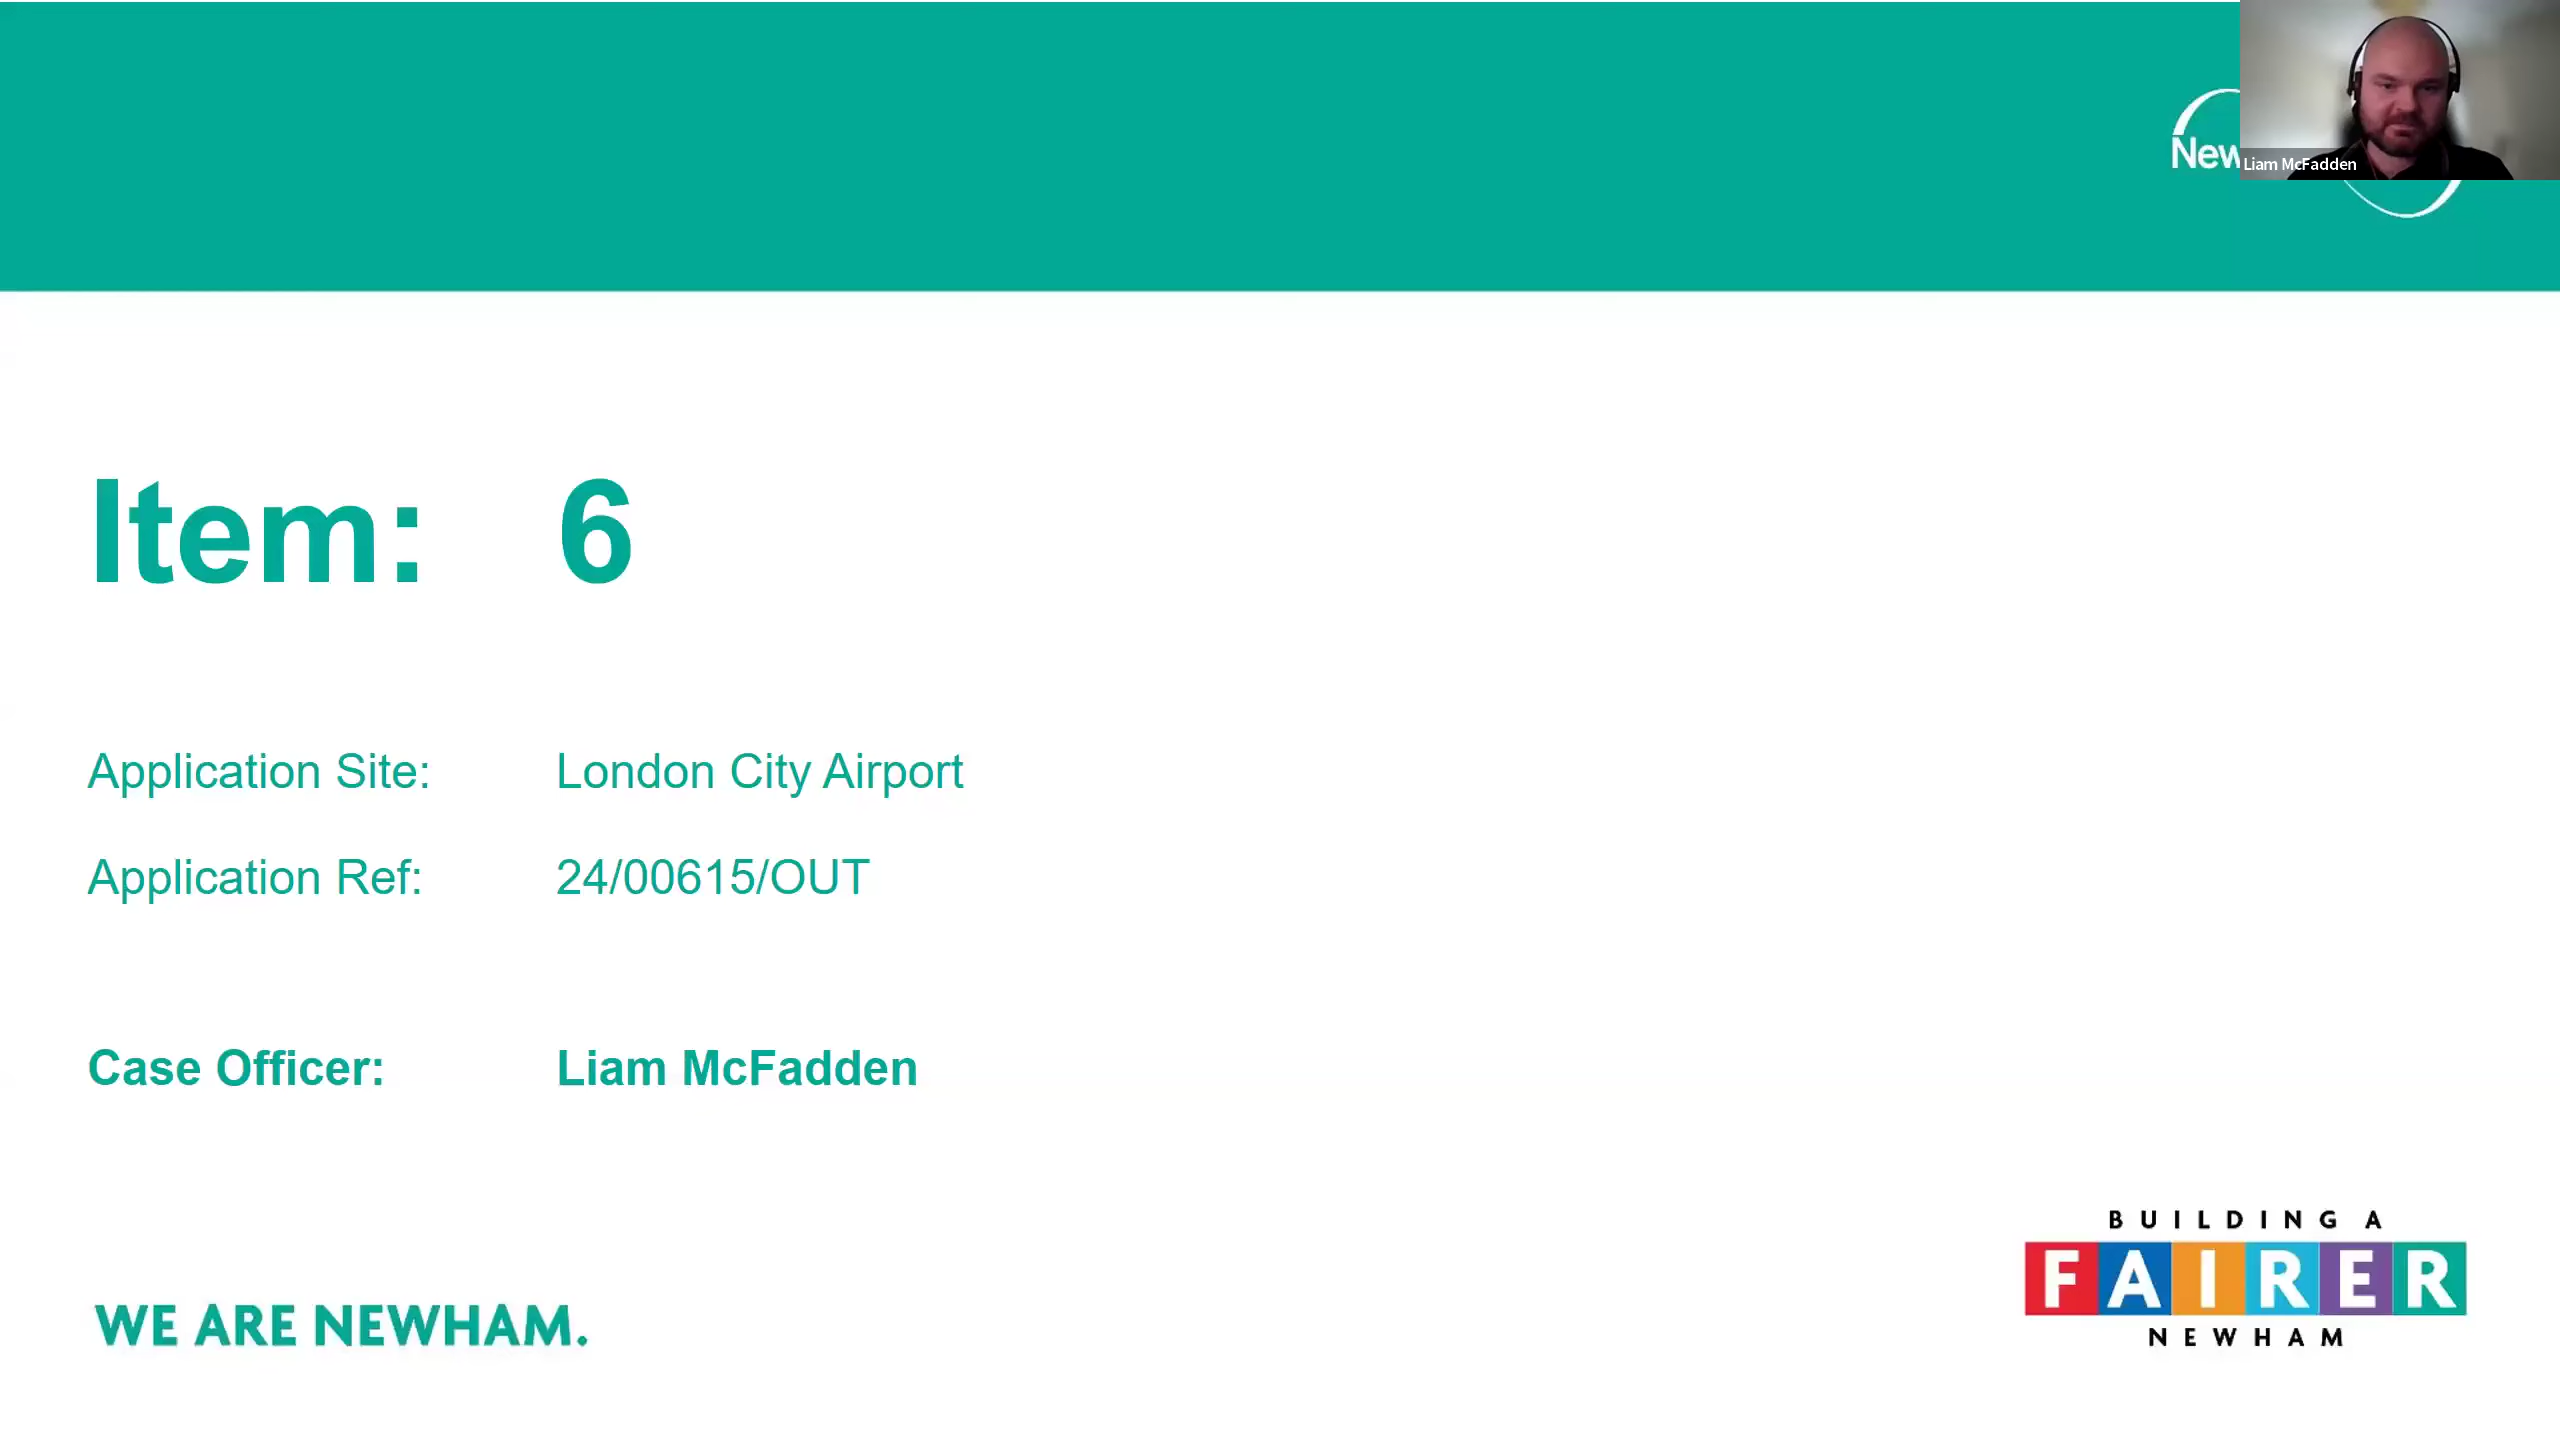 New
Liam McFadden
Item: 6
Application Site: London City Airport
Application Ref: 24/00615/OUT
Case Officer: Liam McFadden
BUILDING A
FAIRER
NEWHAM
WE ARE NEWHAM.